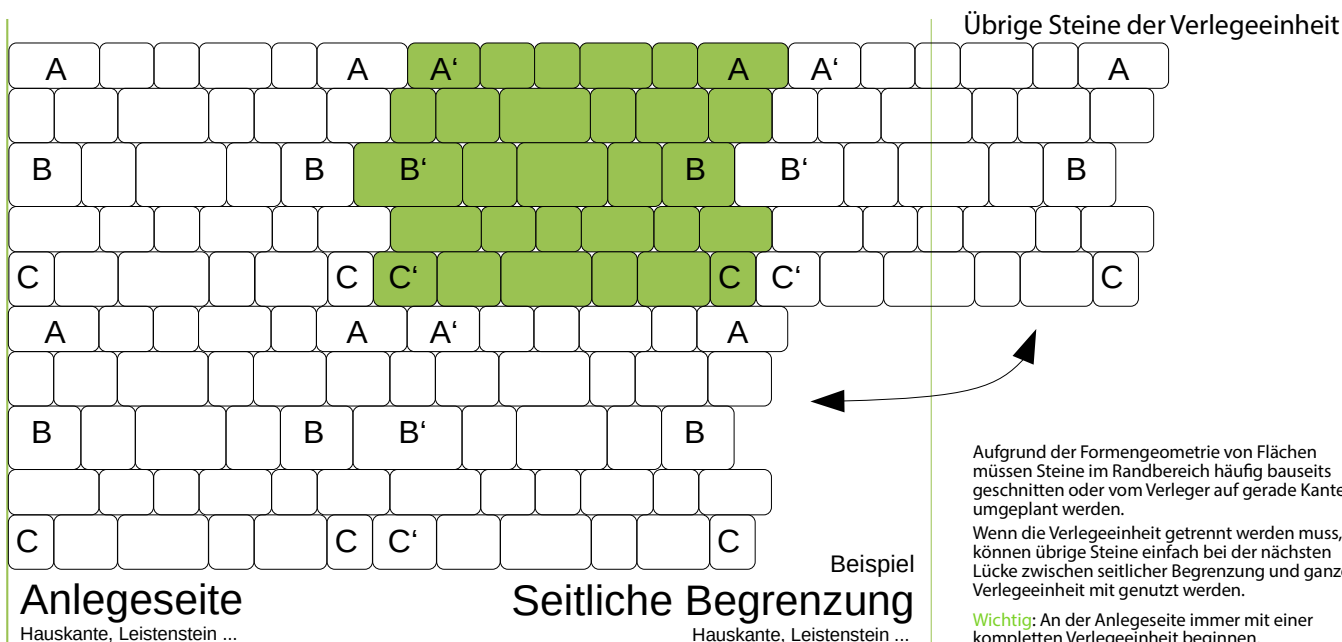 Übrige Steine der Verlegeeinheit
A A A‘ A A‘ A
B B B‘ B B‘ B
C C C‘ C C‘ C
A A A‘ A
B B B‘ B
C C C‘ C
Beispiel
Anlegeseite
Hauskante, Leistenstein ...
Seitliche Begrenzung
Hauskante, Leistenstein ...
Aufgrund der Formengeometrie von Flächen
müssen Steine im Randbereich häufig bauseits
geschnitten oder vom Verleger auf gerade Kante
umgeplant werden.
Wenn die Verlegeeinheit getrennt werden muss,
können übrige Steine einfach bei der nächsten
Lücke zwischen seitlicher Begrenzung und ganze
Verlegeeinheit mit genutzt werden.
Wichtig: An der Anlegeseite immer mit einer
kompletten Verlegeeinheit beginnen